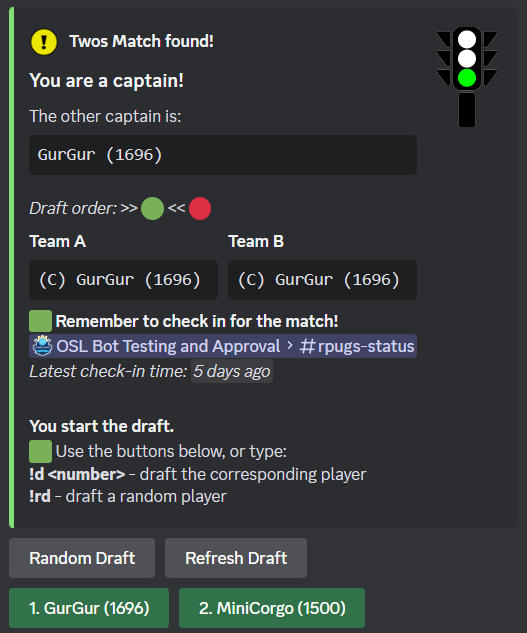 Twos Match found!
You are a captain!
The other captain is:
GurGur (1696)
Draft order: >> <<
Team A Team B
(C) GurGur (1696) (C) GurGur (1696)
Remember to check in for the match!
OSL Bot Testing and Approval > #rpugs-status
Latest check-in time: 5 days ago
You start the draft.
Use the buttons below, or type:
!d <number> - draft the corresponding player
!rd - draft a random player
Random Draft Refresh Draft
1. GurGur (1696) 2. MiniCorgo (1500)